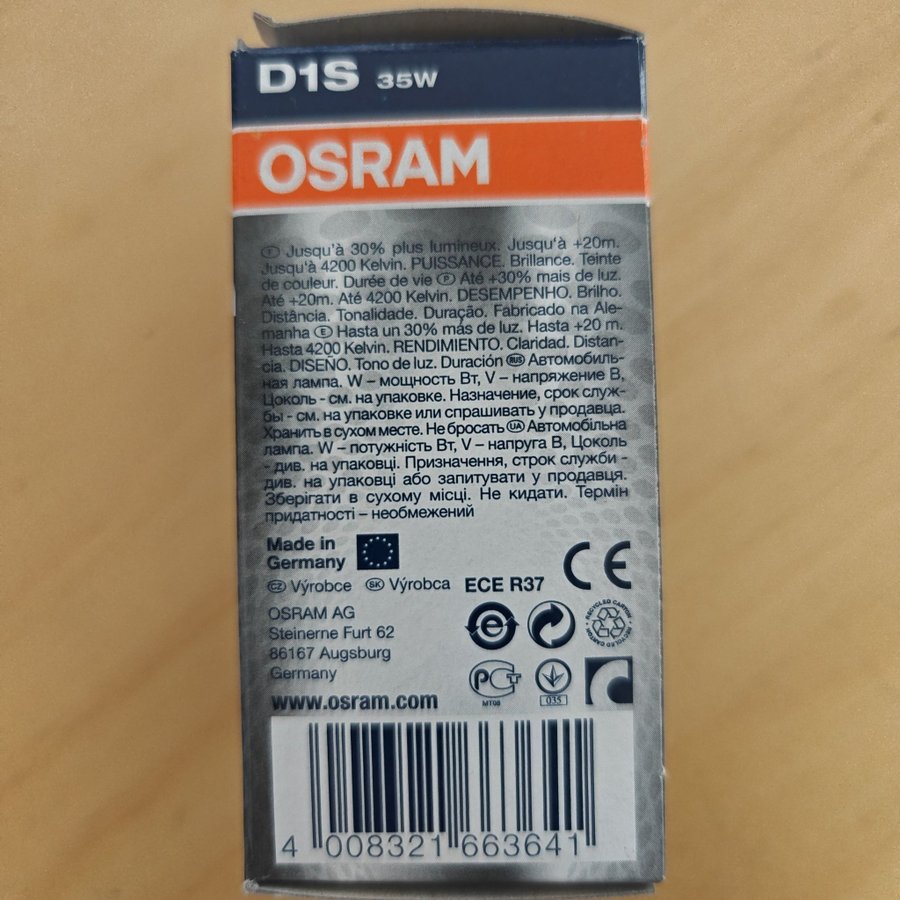 D1S 35W
OSRAM
F Jusqu'à 30% plus lumineux. Jusqu'à +20m.
Jusqu'à 4200 Kelvin. PUISSANCE. Brillance. Teinte
de couleur. Durée de vie P Até +30% mais de luz.
Até +20m. Até 4200 Kelvin. DESEMPENHO. Brilho.
Distância. Tonalidade. Duração. Fabricado na Ale-
manha E Hasta un 30% más de luz. Hasta +20 m.
Hasta 4200 Kelvin. RENDIMIENTO. Claridad. Distan-
cia. DISEÑO. Tono de luz. Duración RUS Автомобиль-
ная лампа. W – мощность Вт, V – напряжение В,
Цоколь - см. на упаковке. Назначение, срок служ-
бы - см. на упаковке или спрашивать у продавца.
Хранить в сухом месте. Не бросать UA Автомобільна
лампа. W – потужність Вт, V – напруга В, Цоколь
- див. на упаковці. Призначення, строк служби -
див. на упаковці або запитувати у продавця.
Зберігати в сухому місці. Не кидати. Термін
придатності – необмежений
Made in
Germany
CE
CZ Výrobce SK Výrobca ECE R37
OSRAM AG
Steinerne Furt 62
86167 Augsburg
Germany
www.osram.com
RECYCLED CARTON
RECYCLED CARTON
РСТ
МТ08
035
4 008321 663641